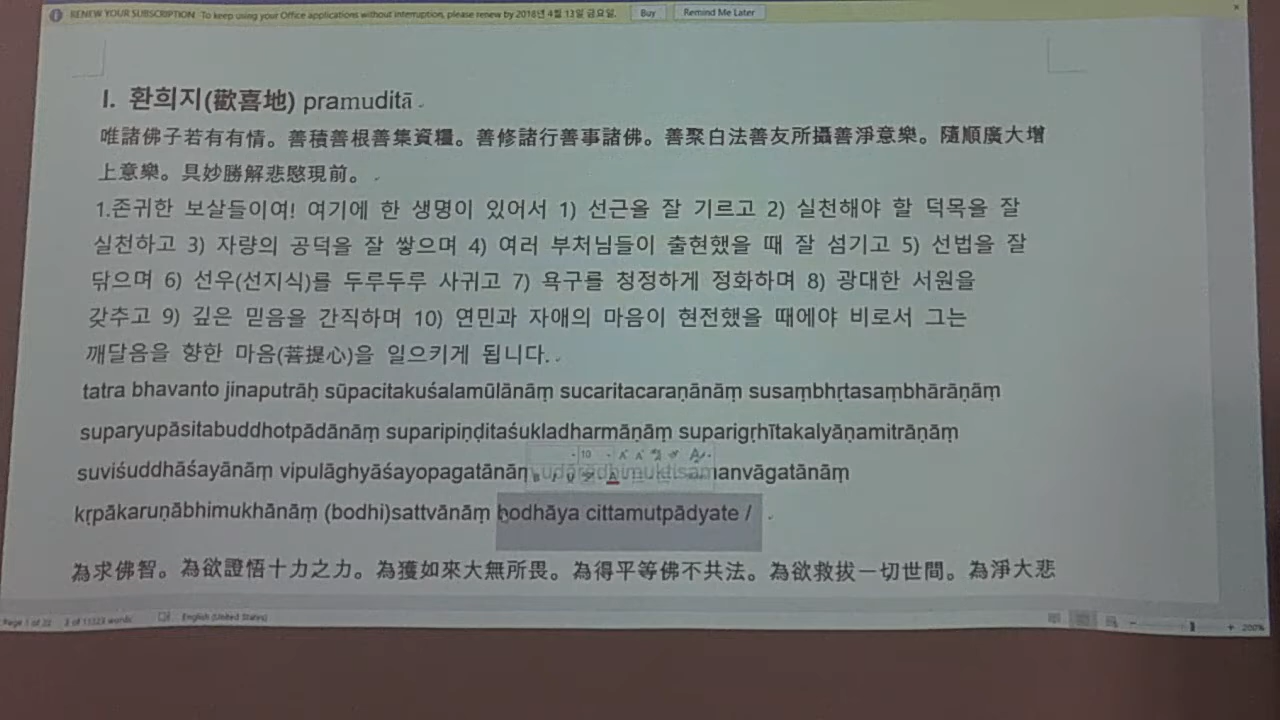 RENEW YOUR SUBSCRIPTION To keep using your Office applications without interruption, please renew by 2018년 4월 13일 금요일. Buy Remind Me Later
I. 환희지(歡喜地) pramuditā
唯諸佛子若有有情。善積善根善集資糧。善修諸行善事諸佛。善聚白法善友所攝善淨意樂。隨順廣大增
上意樂。具妙勝解悲愍現前。
1.존귀한 보살들이여! 여기에 한 생명이 있어서 1) 선근을 잘 기르고 2) 실천해야 할 덕목을 잘
실천하고 3) 자량의 공덕을 잘 쌓으며 4) 여러 부처님들이 출현했을 때 잘 섬기고 5) 선법을 잘
닦으며 6) 선우(선지식)를 두루두루 사귀고 7) 욕구를 청정하게 정화하며 8) 광대한 서원을
갖추고 9) 깊은 믿음을 간직하며 10) 연민과 자애의 마음이 현전했을 때에야 비로서 그는
깨달음을 향한 마음(菩提心)을 일으키게 됩니다.
tatra bhavanto jinaputrāḥ sūpacitakuśalamūlānāṃ sucaritacaraṇānāṃ susaṃbhṛtasaṃbhārāṇāṃ
suparyupāsitabuddhotpādānāṃ suparipiṇḍitaśukladharmāṇāṃ suparigṛhītakalyāṇamitrāṇāṃ
suviśuddhāśayānāṃ vipulāghyāśayopagatānāṃ udārādhimuktisamanvāgatānāṃ
kṛpākaruṇābhimukhānāṃ (bodhi)sattvānāṃ bodhāya cittamutpādyate /
為求佛智。為欲證悟十力之力。為獲如來大無所畏。為得平等佛不共法。為欲救拔一切世間。為淨大悲
Page 1 of 22 English (United States) 200%